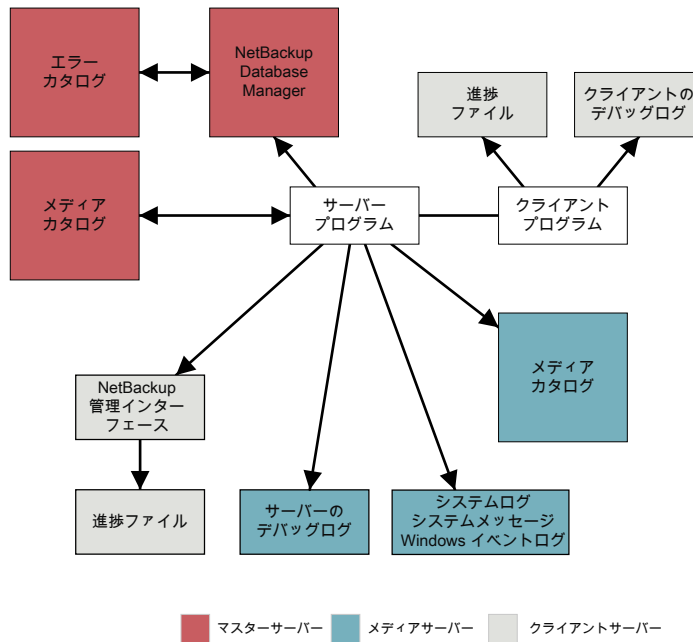 エラー
カタログ
NetBackup
Database
Manager
進捗
ファイル
クライアントの
デバッグログ
メディア
カタログ
サーバー
プログラム
クライアント
プログラム
メディア
カタログ
NetBackup
管理インター
フェース
進捗ファイル
サーバーの
デバッグログ
システムログ
システムメッセージ
Windows イベントログ
マスターサーバー
メディアサーバー
クライアントサーバー